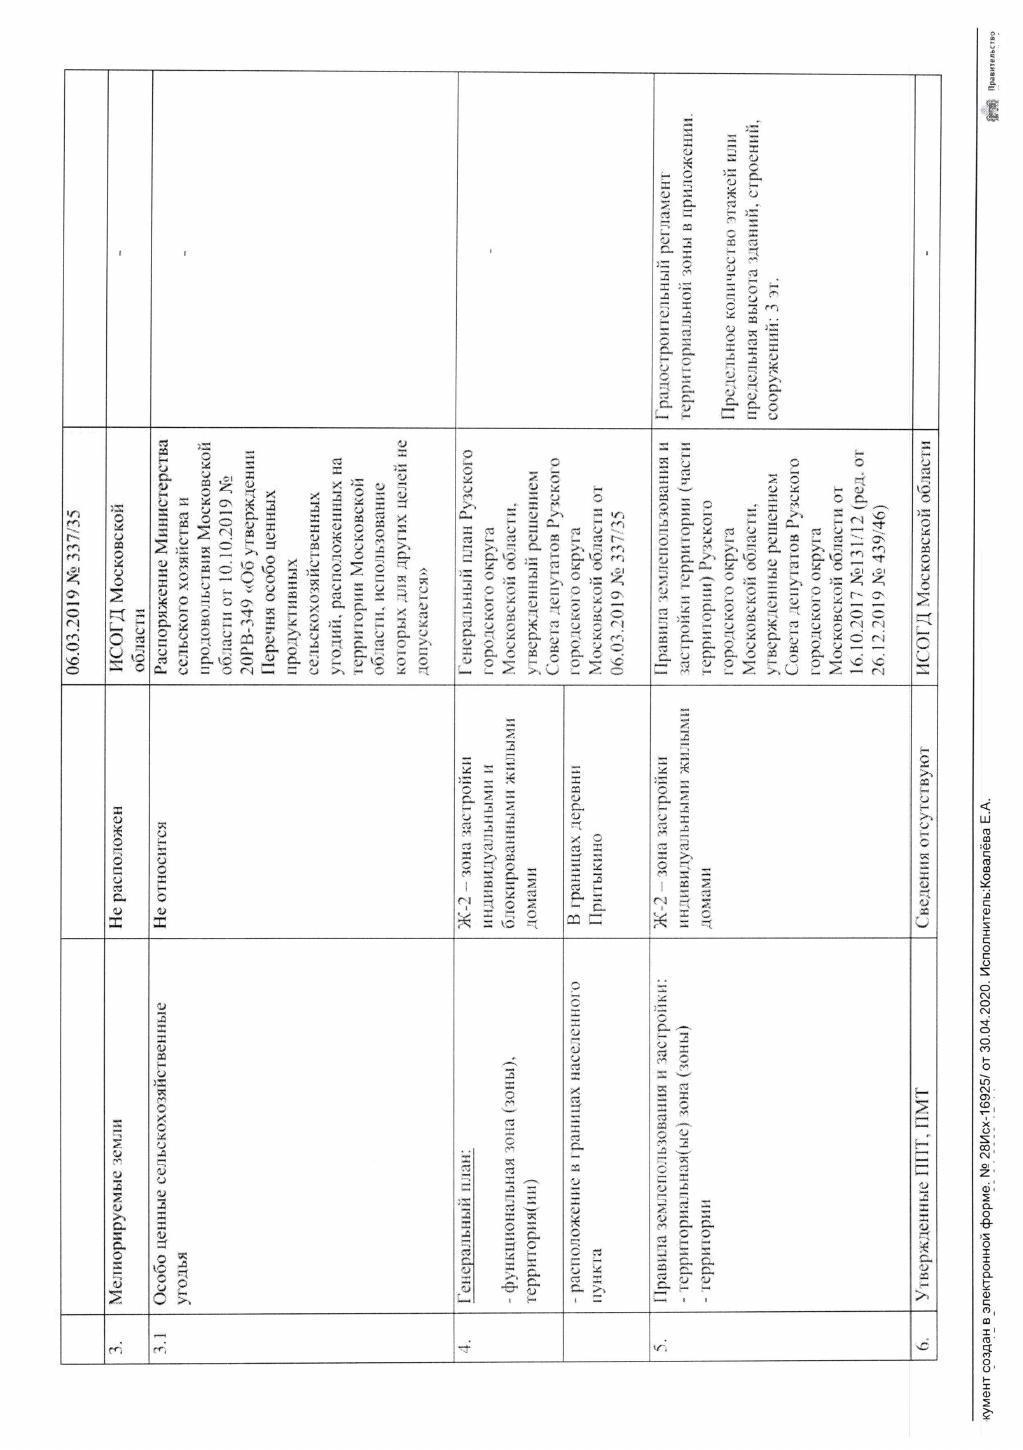 06.03.2019 № 337/35
3.
Мелиорируемые земли
Не расположен
ИСОГД Московской
области
-
3.1
Особо ценные сельскохозяйственные
угодья
Не относится
Распоряжение Министерства
сельского хозяйства и
продовольствия Московской
области от 10.10.2019 №
20РВ-349 «Об утверждении
Перечня особо ценных
продуктивных
сельскохозяйственных
угодий, расположенных на
территории Московской
области, использование
которых для других целей не
допускается»
-
4.
Генеральный план:
- функциональная зона (зоны),
территория(ии)
Ж-2 – зона застройки
индивидуальными и
блокированными жилыми
домами
Генеральный план Рузского
городского округа
Московской области,
утвержденный решением
Совета депутатов Рузского
городского округа
Московской области от
06.03.2019 № 337/35
-
- расположение в границах населенного
пункта
В границах деревни
Притыкино
5.
Правила землепользования и застройки:
- территориальная(ые) зона (зоны)
- территории
Ж-2 – зона застройки
индивидуальными жилыми
домами
Правила землепользования и
застройки территории (части
территории) Рузского
городского округа
Московской области,
утвержденные решением
Совета депутатов Рузского
городского округа
Московской области от
16.10.2017 №131/12 (ред. от
26.12.2019 № 439/46)
Градостроительный регламент
территориальной зоны в приложении.
Предельное количество этажей или
предельная высота зданий, строений,
сооружений: 3 эт.
6.
Утвержденные ППТ, ПМТ
Сведения отсутствуют
ИСОГД Московской области
-
кумент создан в электронной форме. № 28Исх-16925/ от 30.04.2020. Исполнитель:Ковалёва Е.А.
Правительство